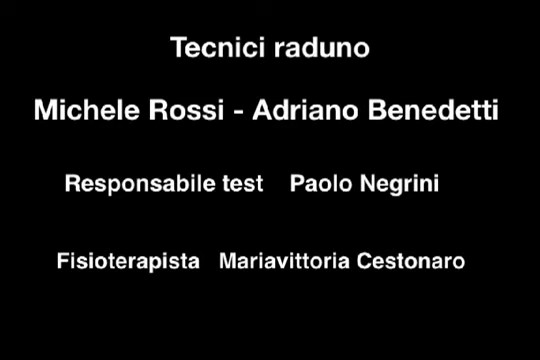 Tecnici raduno
Michele Rossi - Adriano Benedetti
Responsabile test Paolo Negrini
Fisioterapista Mariavittoria Cestonaro